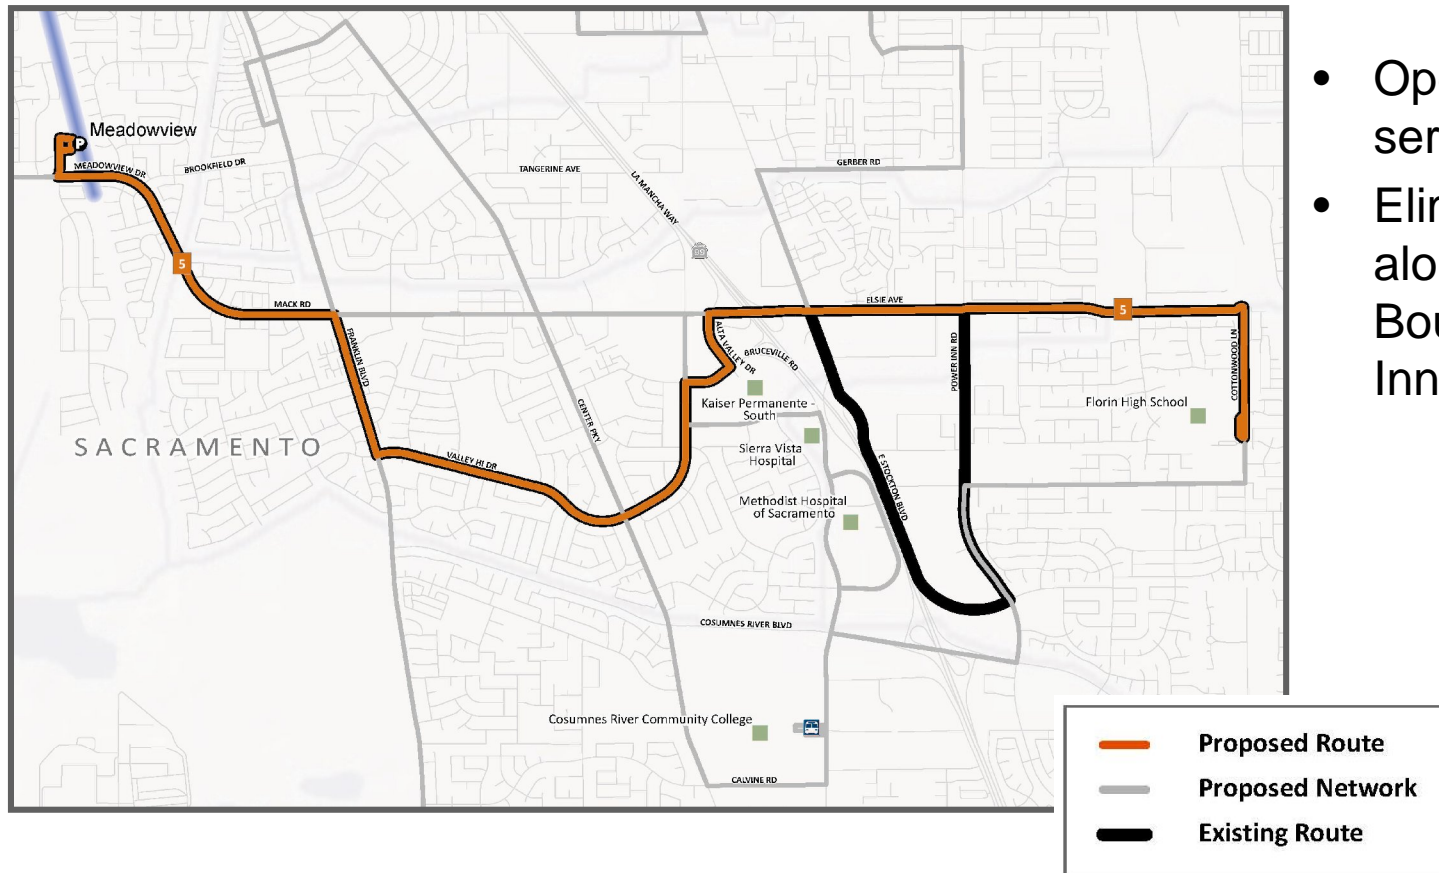 Meadowview
P
MEADOWVIEW DR
BROOKFIELD DR
TANGERINE AVE
LA MANCHA WAY
GERBER RD
5
MACK RD
ELSIE AVE
5
FRANKLIN BLVD
ALTA VALLEY DR
BRUCEVILLE RD
POWER INN RD
COTTONWOOD LN
CENTER PKY
Kaiser Permanente -
South
Florin High School
SACRAMENTO
VALLEY HI DR
Sierra Vista
Hospital
E STOCKTON BLVD
Methodist Hospital
of Sacramento
COSUMNES RIVER BLVD
Cosumnes River Community College
CALVINE RD
• Op
ser
• Elir
alo
Bou
Inn
Proposed Route
Proposed Network
Existing Route